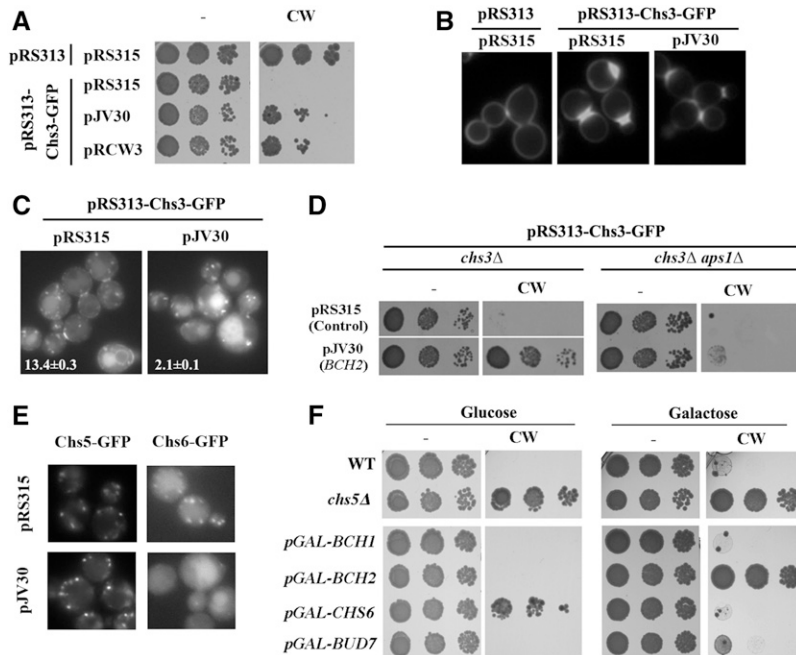 A
- CW
pRS313 pRS315
pRS313-Chs3-GFP
pRS315
pJV30
pRCW3
B
pRS313 pRS313-Chs3-GFP
pRS315 pRS315 pJV30
C
pRS313-Chs3-GFP
pRS315 pJV30
13.4±0.3 2.1±0.1
D
pRS313-Chs3-GFP
chs3Δ chs3Δ aps1Δ
- CW - CW
pRS315
(Control)
pJV30
(BCH2)
E
Chs5-GFP Chs6-GFP
pRS315
pJV30
F
Glucose Galactose
- CW - CW
WT
chs5Δ
pGAL-BCH1
pGAL-BCH2
pGAL-CHS6
pGAL-BUD7